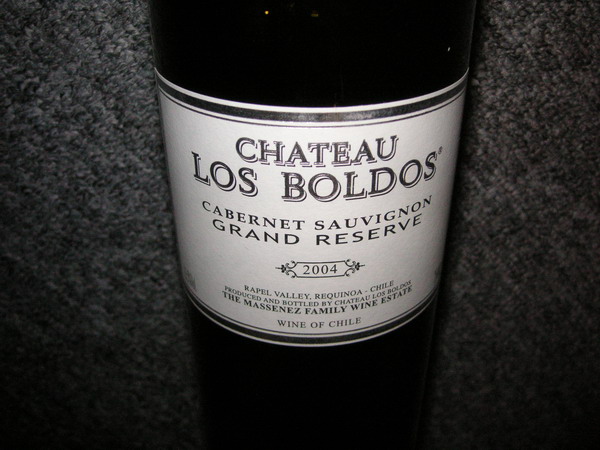 CHATEAU
LOS BOLDOS®
CABERNET SAUVIGNON
GRAND RESERVE
2004
RAPEL VALLEY, REQUINOA - CHILE
PRODUCED AND BOTTLED BY CHATEAU LOS BOLDOS
THE MASSENEZ FAMILY WINE ESTATE
WINE OF CHILE